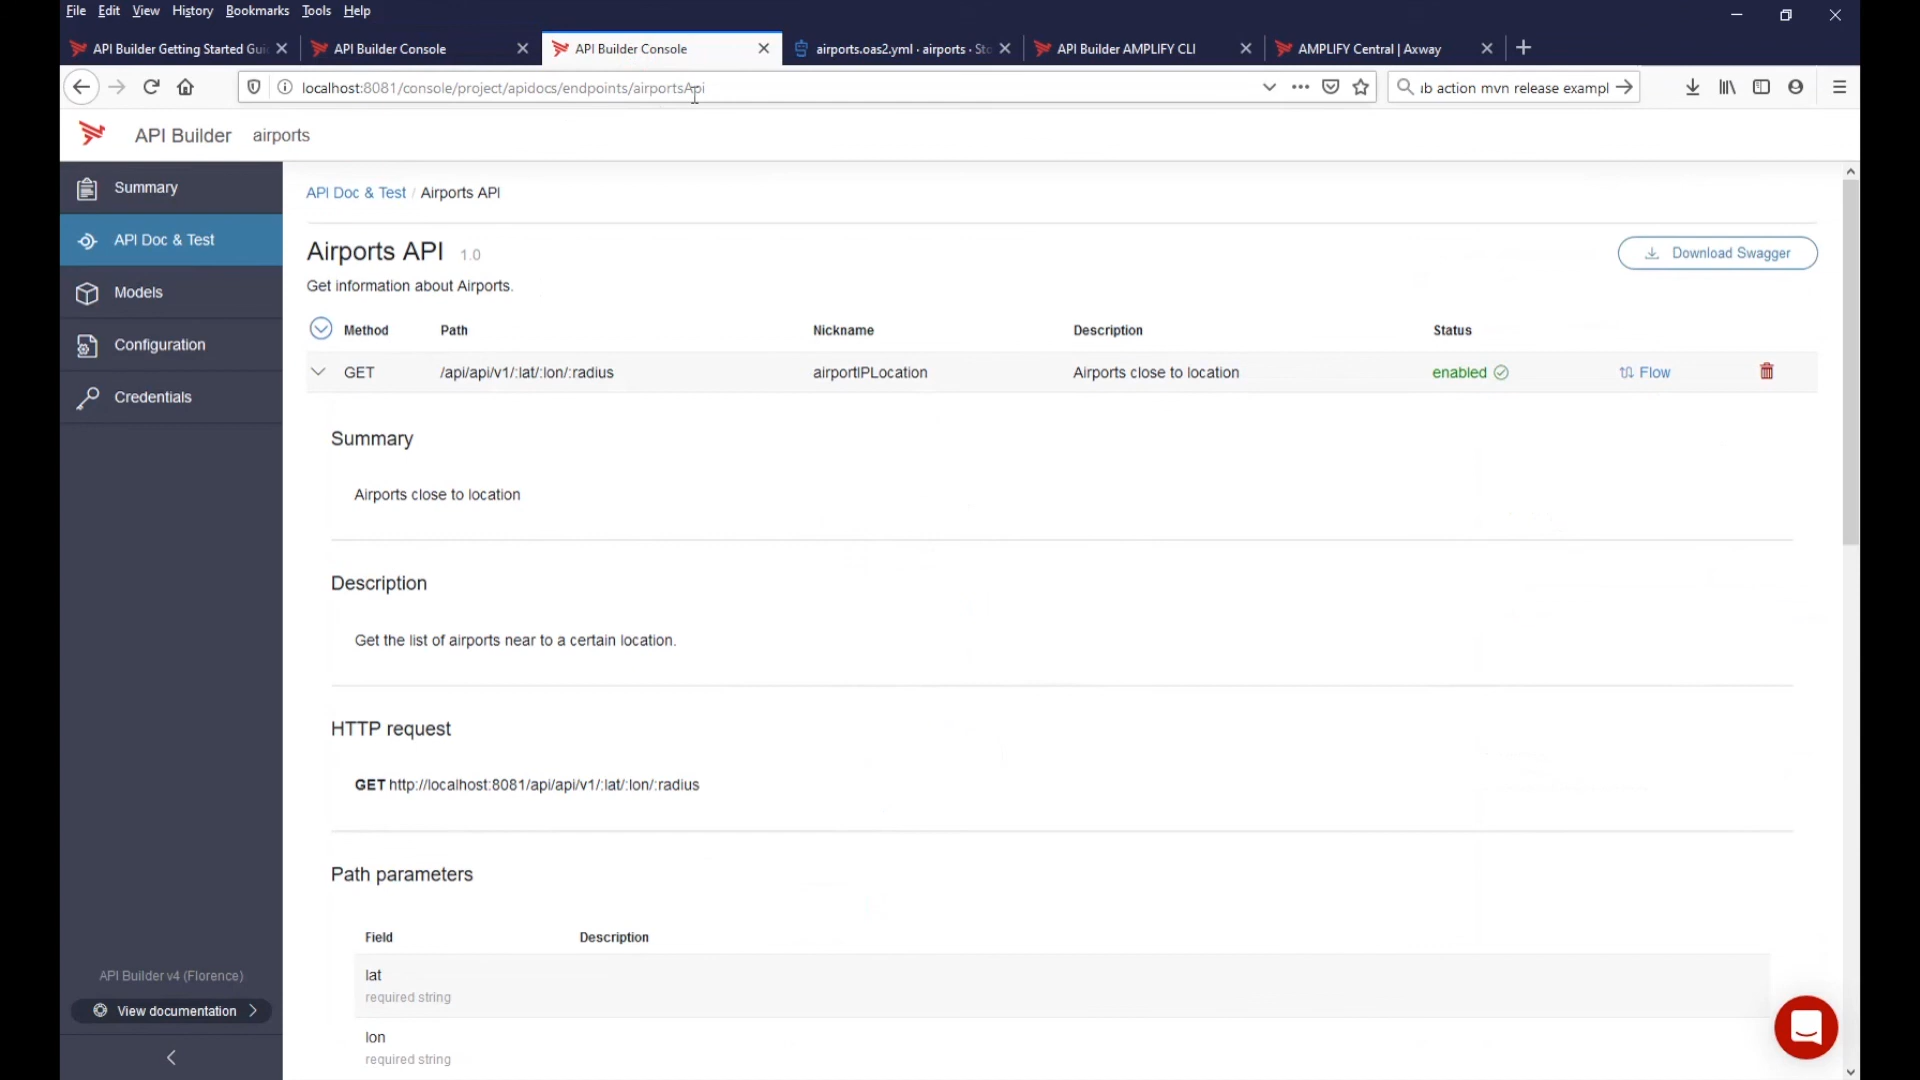 File Edit View History Bookmarks Tools Help
API Builder Getting Started Gui
API Builder Console
API Builder Console
airports.oas2.yml · airports · Sto
API Builder AMPLIFY CLI
AMPLIFY Central | Axway
localhost:8081/console/project/apidocs/endpoints/airportsApi
ub action mvn release exampl
API Builder airports
Summary
API Doc & Test
Models
Configuration
Credentials
API Builder v4 (Florence)
View documentation
API Doc & Test / Airports API
Airports API 1.0
Download Swagger
Get information about Airports.
Method Path Nickname Description Status
GET /api/api/v1/:lat/:lon/:radius airportIPLocation Airports close to location enabled Flow
Summary
Airports close to location
Description
Get the list of airports near to a certain location.
HTTP request
GET http://localhost:8081/api/api/v1/:lat/:lon/:radius
Path parameters
Field Description
lat
required string
lon
required string